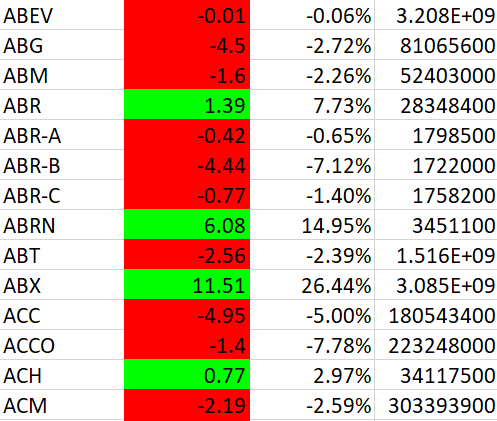 ABEV -0.01 -0.06% 3.208E+09
ABG -4.5 -2.72% 81065600
ABM -1.6 -2.26% 52403000
ABR 1.39 7.73% 28348400
ABR-A -0.42 -0.65% 1798500
ABR-B -4.44 -7.12% 1722000
ABR-C -0.77 -1.40% 1758200
ABRN 6.08 14.95% 3451100
ABT -2.56 -2.39% 1.516E+09
ABX 11.51 26.44% 3.085E+09
ACC -4.95 -5.00% 180543400
ACCO -1.4 -7.78% 223248000
ACH 0.77 2.97% 34117500
ACM -2.19 -2.59% 303393900